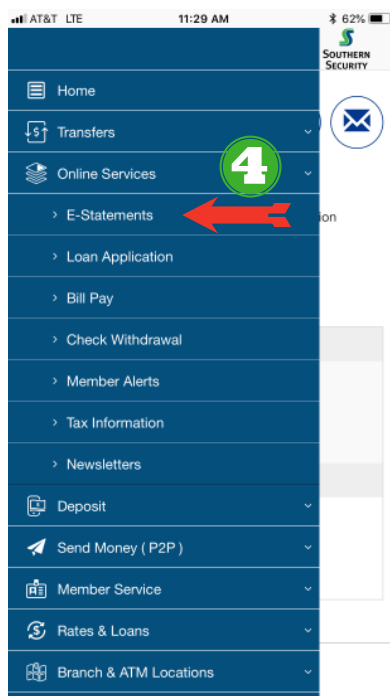 AT&T LTE 11:29 AM 62%
SOUTHERN
SECURITY
Home
Transfers
Online Services
4
E-Statements
ion
Loan Application
Bill Pay
Check Withdrawal
Member Alerts
Tax Information
Newsletters
Deposit
Send Money ( P2P )
Member Service
Rates & Loans
Branch & ATM Locations